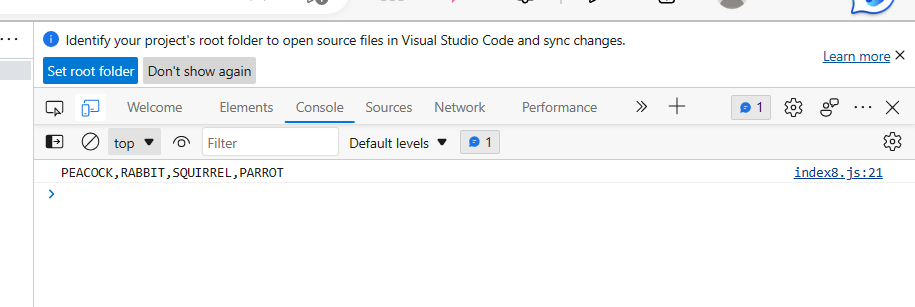 Identify your project's root folder to open source files in Visual Studio Code and sync changes.
Learn more
Set root folder
Don't show again
Welcome Elements Console Sources Network Performance 1
top Filter Default levels 1
PEACOCK,RABBIT,SQUIRREL,PARROT index8.js:21